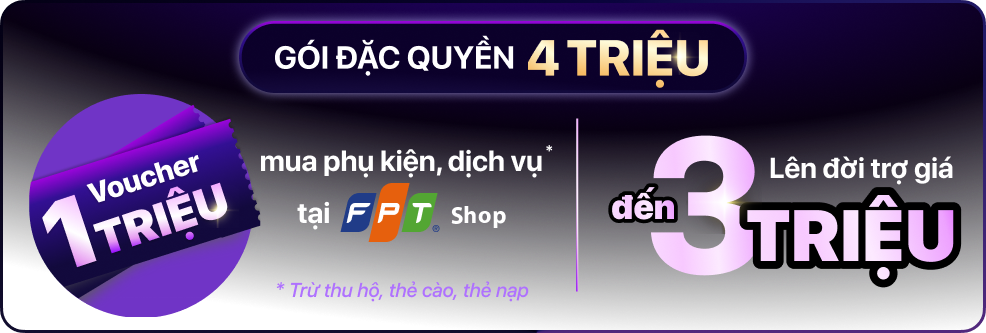 GÓI ĐẶC QUYỀN 4 TRIỆU
Voucher
1 TRIỆU
mua phụ kiện, dịch vụ*
tại FPT® Shop
* Trừ thu hộ, thẻ cào, thẻ nạp
Lên đời trợ giá
đến 3 TRIỆU